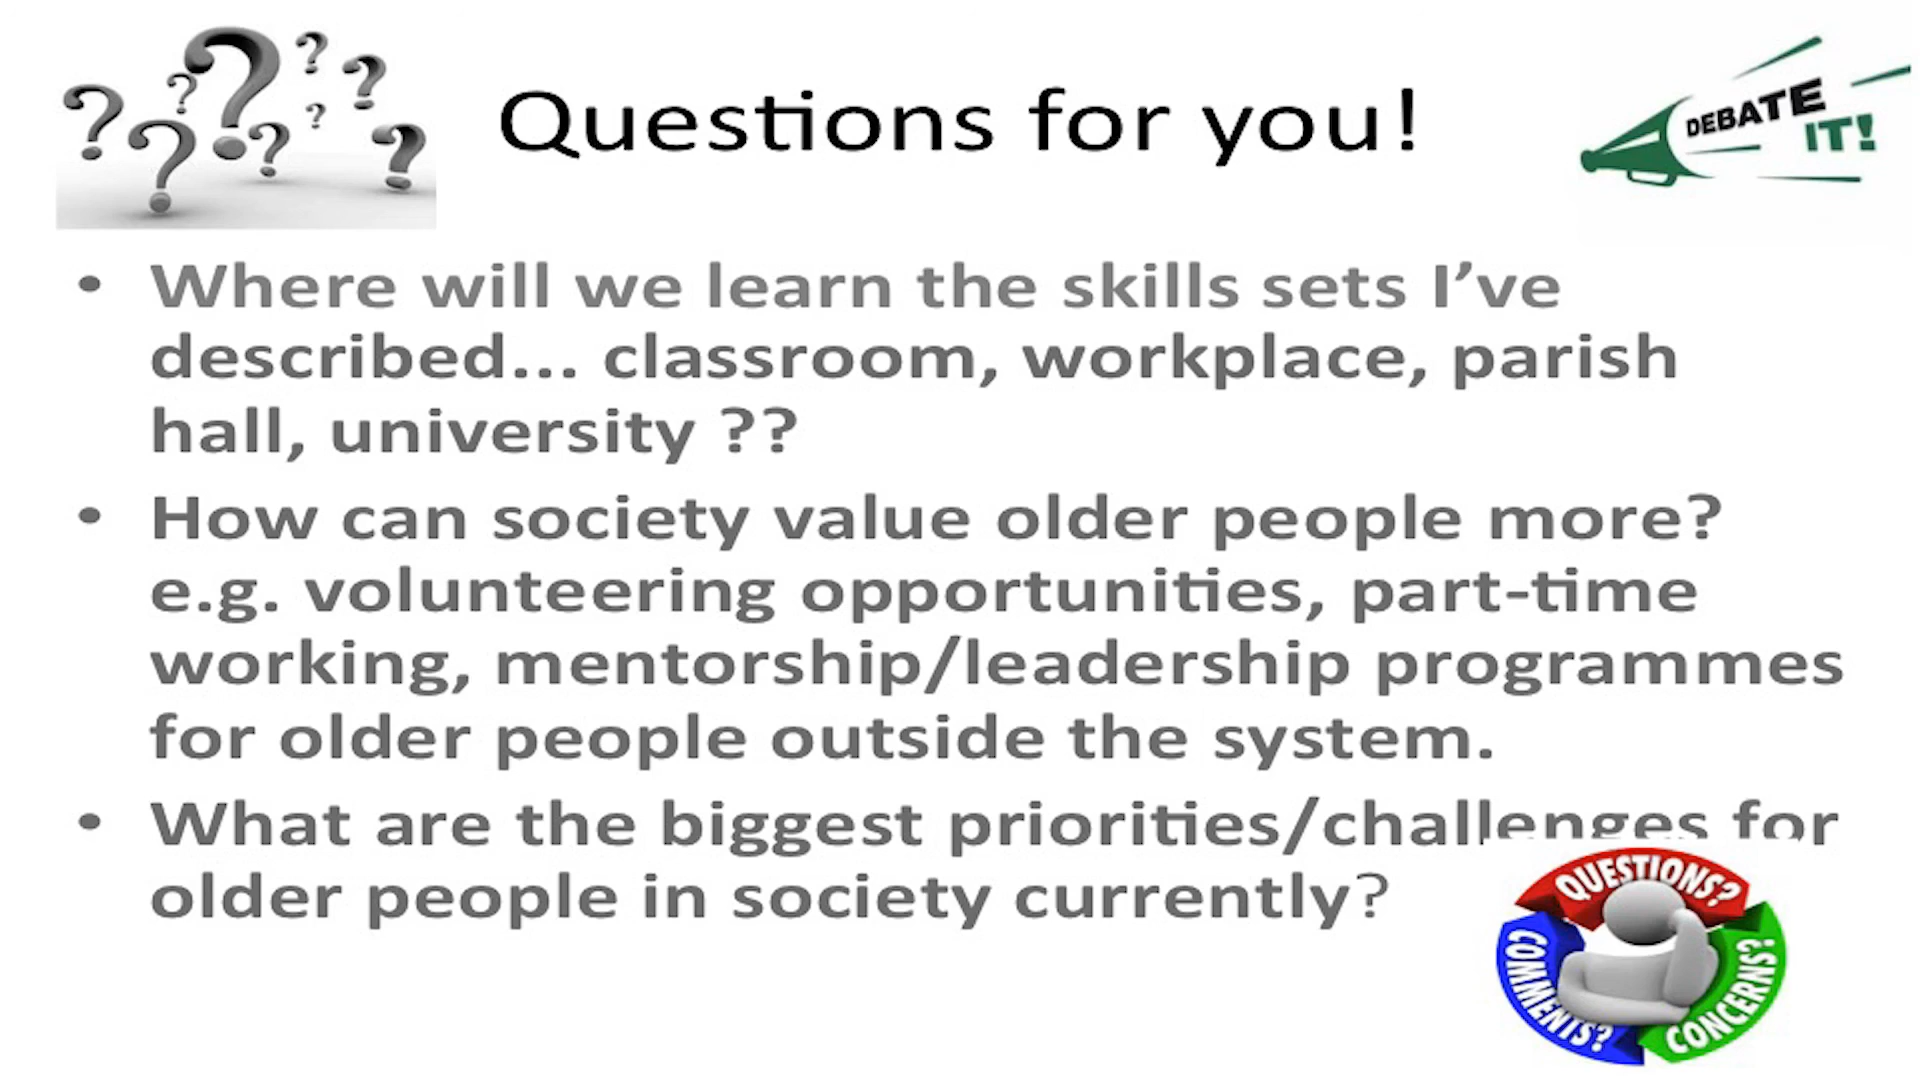 Questions for you!
DEBATE
IT!
• Where will we learn the skills sets I’ve
described... classroom, workplace, parish
hall, university ??
• How can society value older people more?
e.g. volunteering opportunities, part-time
working, mentorship/leadership programmes
for older people outside the system.
• What are the biggest priorities/challenges for
older people in society currently?
QUESTIONS?
COMMENTS?
CONCERNS?